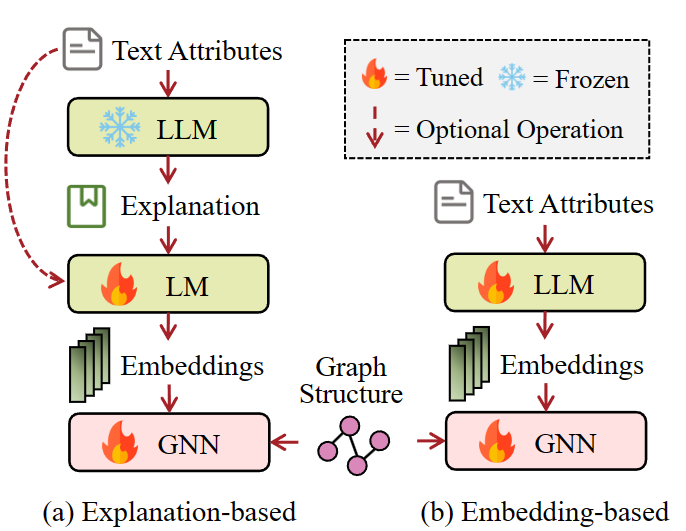 Text Attributes
LLM
Explanation
LM
Embeddings
GNN
(a) Explanation-based
= Tuned
= Frozen
= Optional Operation
Text Attributes
LLM
Embeddings
GNN
(b) Embedding-based
Graph
Structure